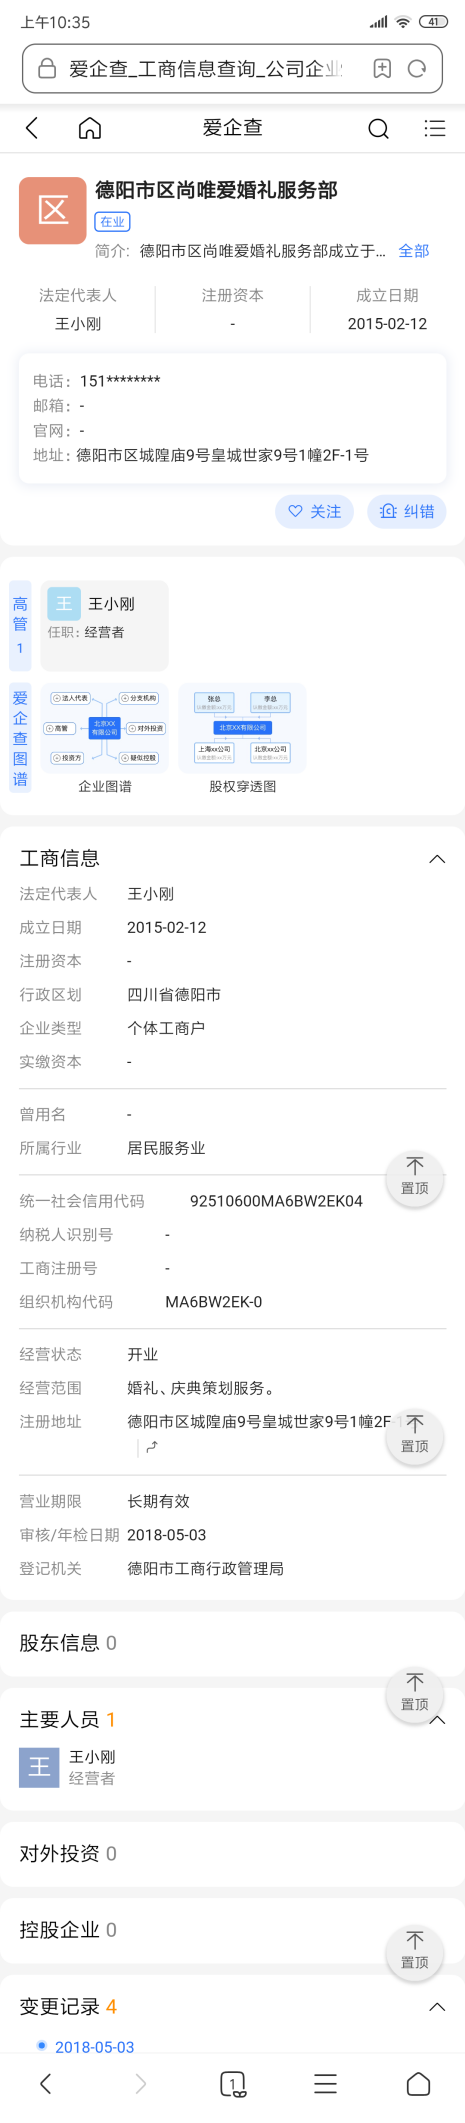 上午10:35
41
爱企查_工商信息查询_公司企业
爱企查
区
德阳市区尚唯爱婚礼服务部
在业
简介: 德阳市区尚唯爱婚礼服务部成立于... 全部
法定代表人 注册资本 成立日期
王小刚 - 2015-02-12
电话: 151********
邮箱: -
官网: -
地址: 德阳市区城隍庙9号皇城世家9号1幢2F-1号
关注 纠错
高管 1
王 王小刚
任职: 经营者
爱企查图谱
法人代表 分支机构
高管 北京XX有限公司 对外投资
投资方 疑似控股
企业图谱
张总 李总
北京XX有限公司
上海xx公司 北京xx公司
股权穿透图
工商信息
法定代表人 王小刚
成立日期 2015-02-12
注册资本 -
行政区划 四川省德阳市
企业类型 个体工商户
实缴资本 -
曾用名 -
所属行业 居民服务业
置顶
统一社会信用代码 92510600MA6BW2EK04
纳税人识别号 -
工商注册号 -
组织机构代码 MA6BW2EK-0
经营状态 开业
经营范围 婚礼、庆典策划服务。
注册地址 德阳市区城隍庙9号皇城世家9号1幢2F-1
置顶
营业期限 长期有效
审核/年检日期 2018-05-03
登记机关 德阳市工商行政管理局
股东信息 0
置顶
主要人员 1
王 王小刚
经营者
对外投资 0
控股企业 0
置顶
变更记录 4
2018-05-03
1